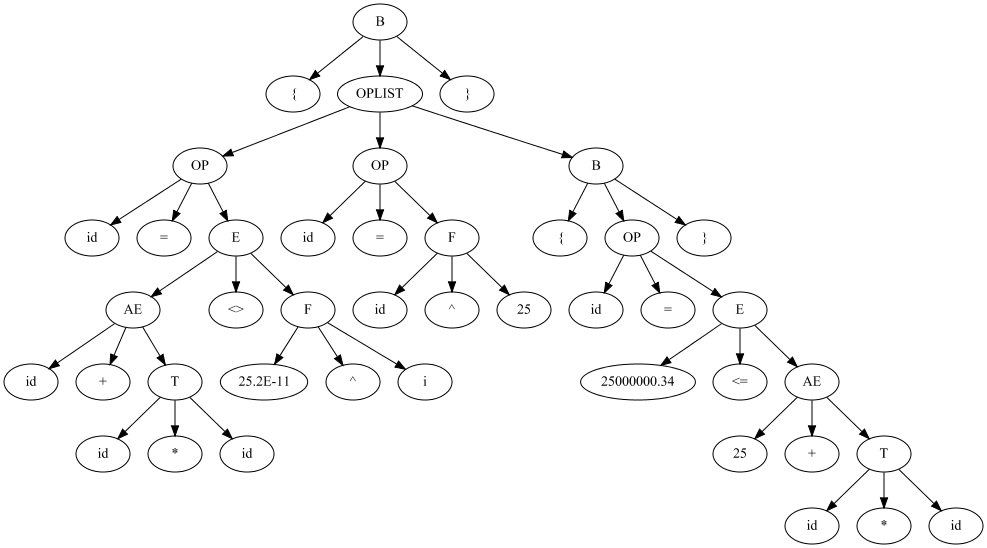 B
{ OPLIST }
OP OP B
id = E id = F { OP }
AE <> F id ^ 25 id = E
id + T 25.2E-11 ^ i 25000000.34 <= AE
id * id 25 + T
id * id